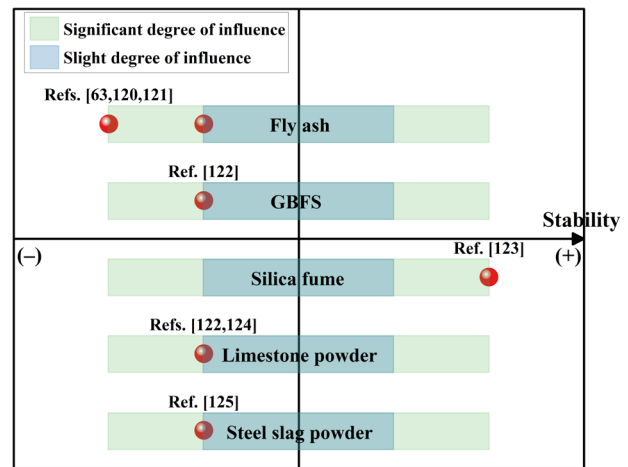 Significant degree of influence
Slight degree of influence
Refs. [63,120,121]
Fly ash
Ref. [122]
GBFS
Stability
(–)
(+)
Ref. [123]
Silica fume
Refs. [122,124]
Limestone powder
Ref. [125]
Steel slag powder